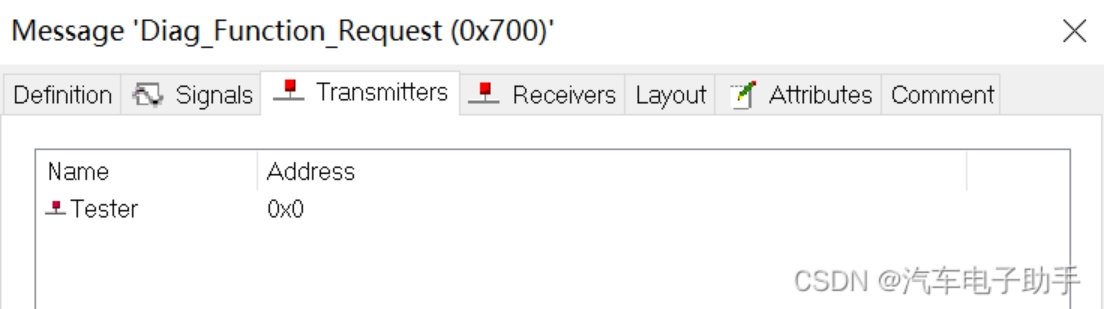 Message 'Diag_Function_Request (0x700)'
Definition Signals Transmitters Receivers Layout Attributes Comment
Name Address
Tester 0x0
CSDN @汽车电子助手